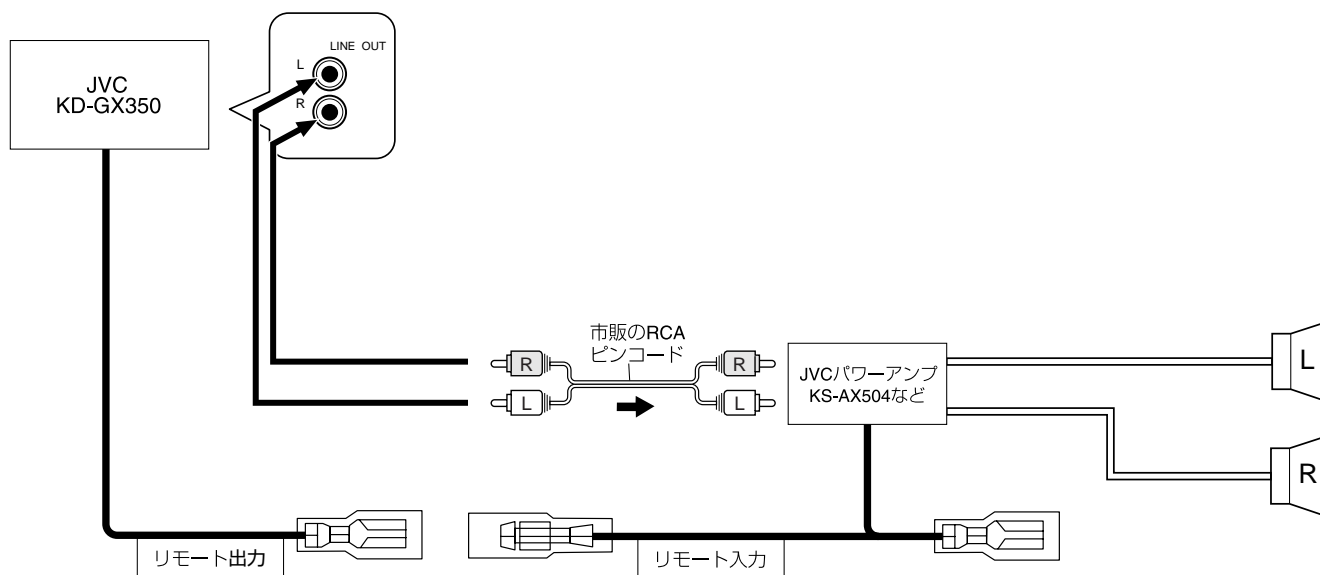 JVC
KD-GX350
LINE OUT
L
R
市販のRCA
ピンコード
R
R
L
L
JVCパワーアンプ
KS-AX504など
L
R
リモート出力
リモート入力